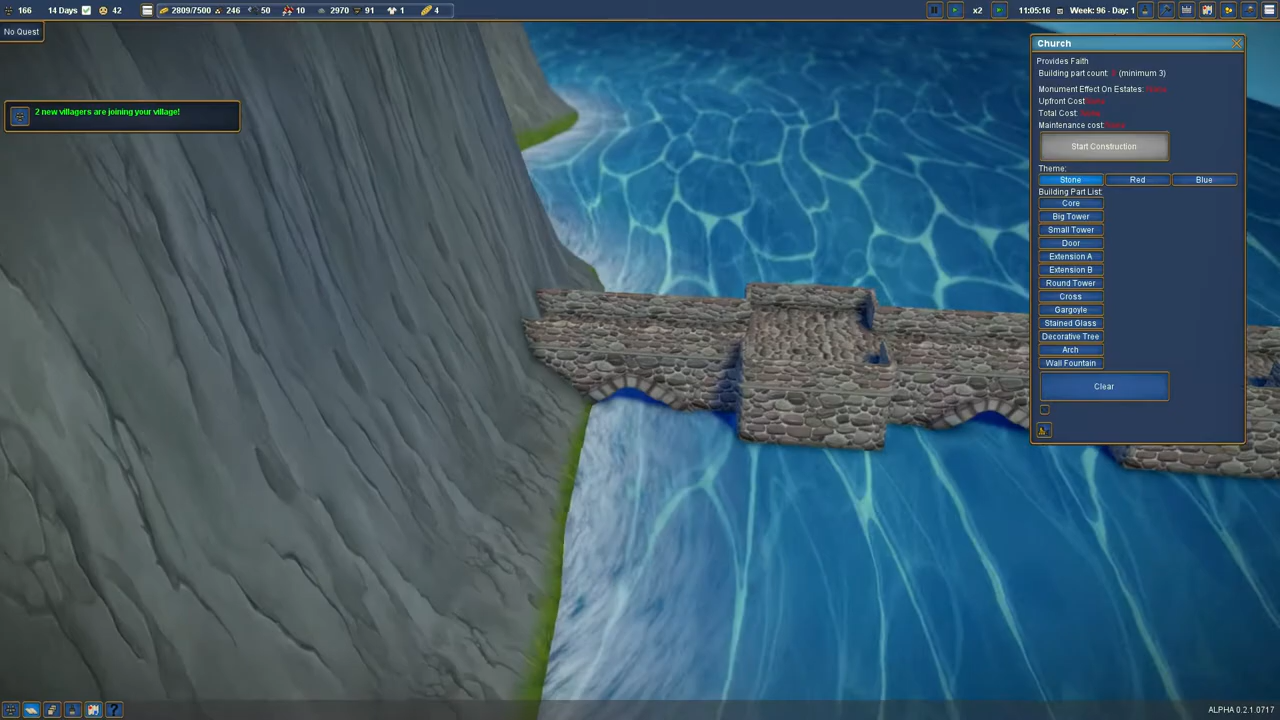 166
14 Days
42
2809/7500
246
50
10
2970
91
1
4
x2
11:05:16
Week: 96 - Day: 1
No Quest
2 new villagers are joining your village!
Church
Provides Faith
Building part count: (minimum 3)
Monument Effect On Estates: None
Upfront Cost: None
Total Cost: None
Maintenance cost: None
Start Construction
Theme:
Stone
Red
Blue
Building Part List:
Core
Big Tower
Small Tower
Door
Extension A
Extension B
Round Tower
Cross
Gargoyle
Stained Glass
Decorative Tree
Arch
Wall Fountain
Clear
ALPHA 0.2.1.0717